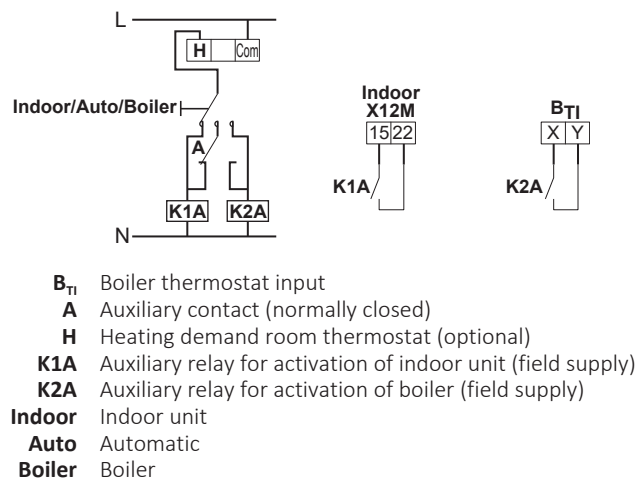 L
H Com
Indoor/Auto/Boiler
A
K1A K2A
N
Indoor
X12M
15 22
K1A
BTI
X Y
K2A
BTI Boiler thermostat input
A Auxiliary contact (normally closed)
H Heating demand room thermostat (optional)
K1A Auxiliary relay for activation of indoor unit (field supply)
K2A Auxiliary relay for activation of boiler (field supply)
Indoor Indoor unit
Auto Automatic
Boiler Boiler